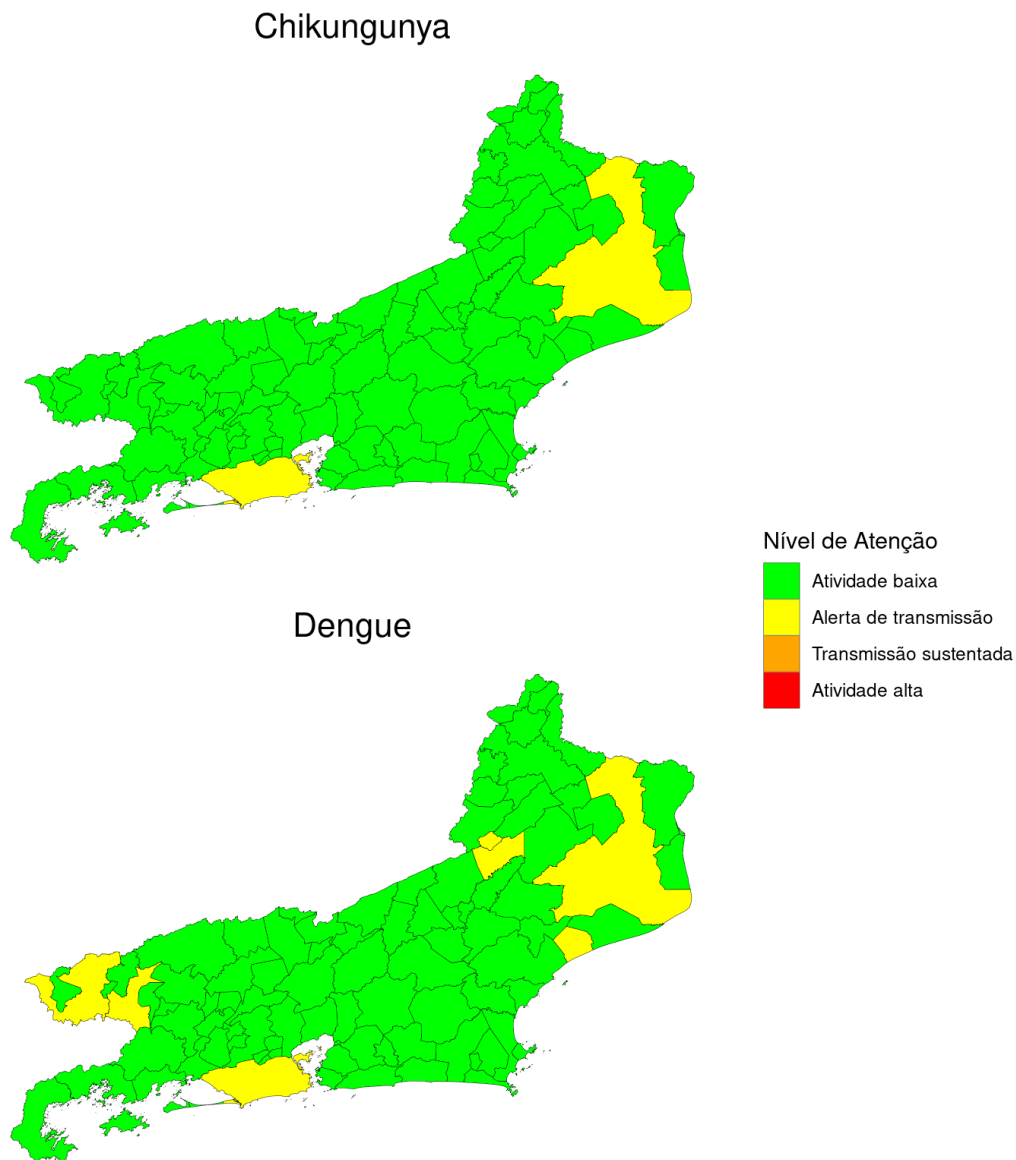 Chikungunya
Nível de Atenção
Atividade baixa
Alerta de transmissão
Transmissão sustentada
Atividade alta
Dengue